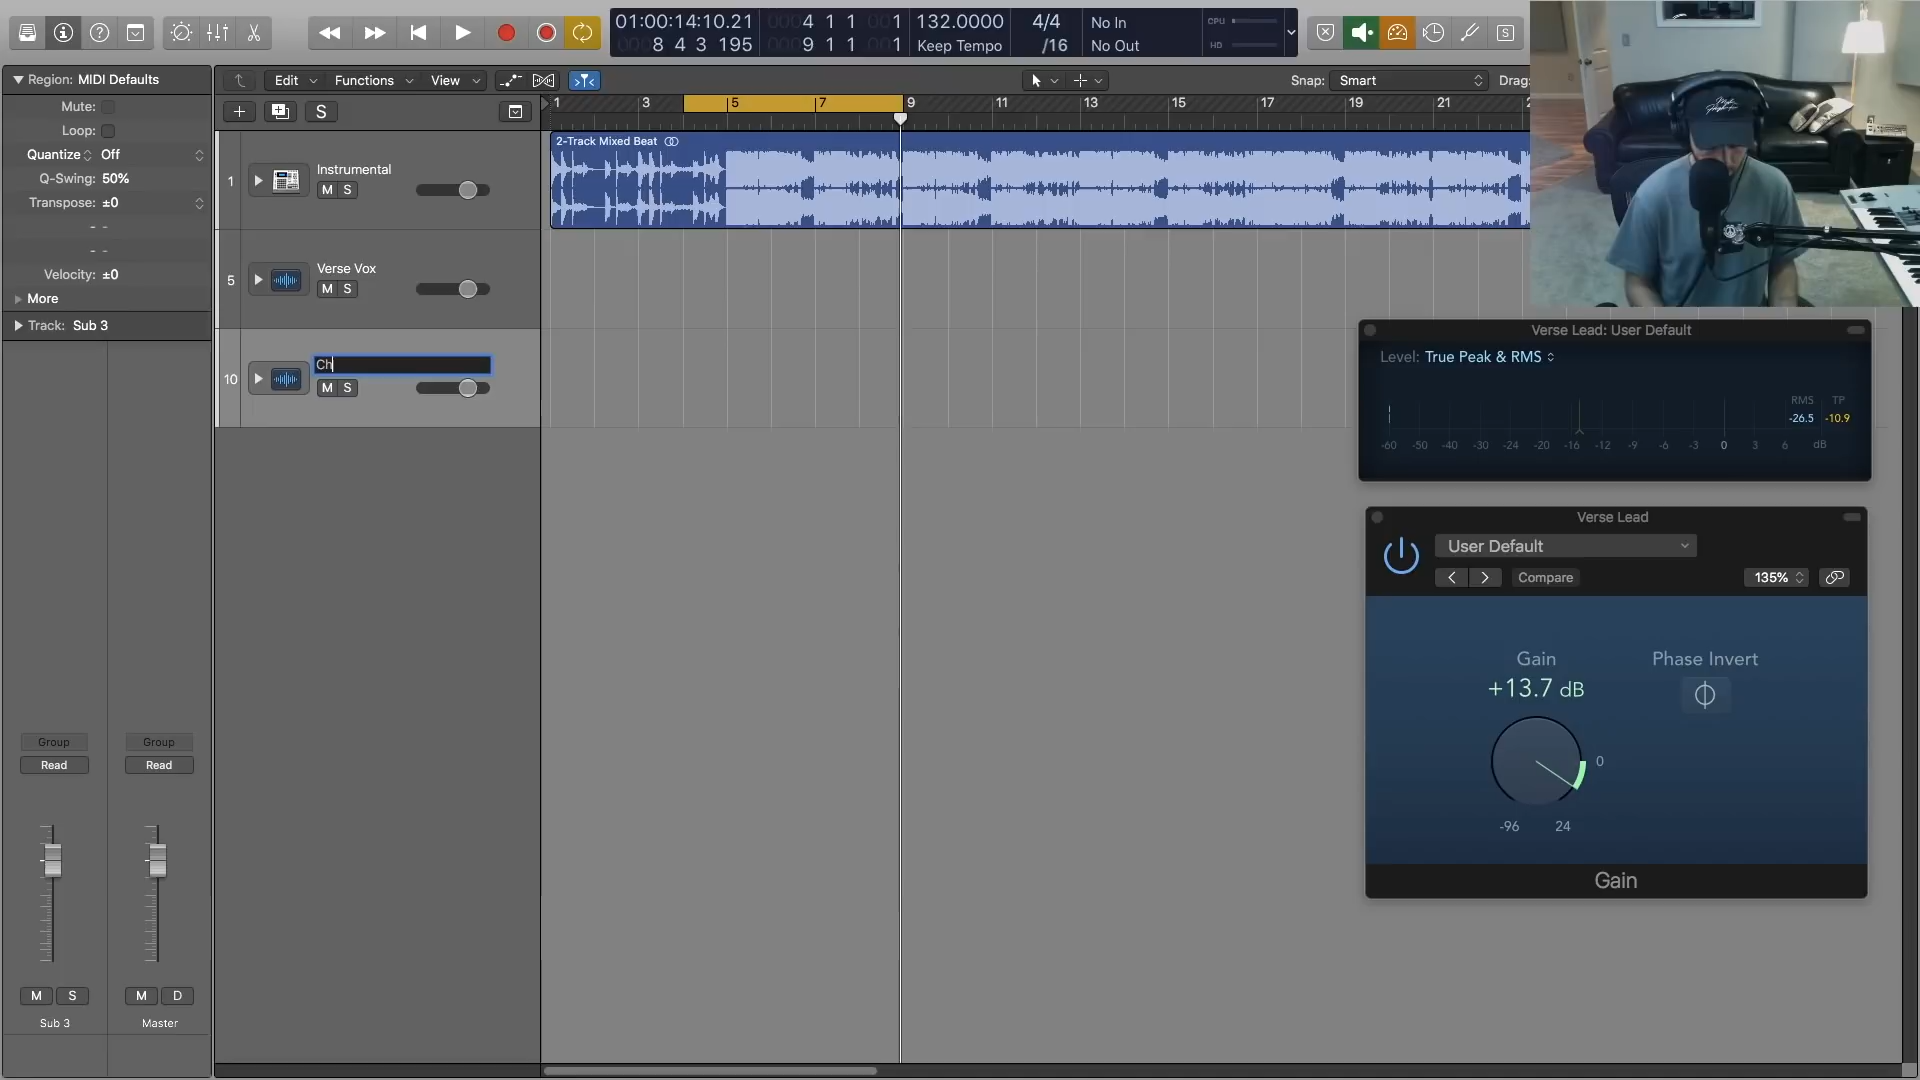 01:00:14:10.21
8 4 3 195
4 1 1 001 1
9 1 1 001 1
132.0000
Keep Tempo
4/4
/16
No In
No Out
CPU
HD
S
Region: MIDI Defaults
Edit
Functions
View
Snap: Smart
Drag:
Mute:
Loop:
Quantize Off
Q-Swing: 50%
Transpose: ±0
Velocity: ±0
More
Track: Sub 3
S
1 3 5 7 9 11 13 15 17 19 21
2-Track Mixed Beat
1
Instrumental
M S
5
Verse Vox
M S
10
Ch
M S
Verse Lead: User Default
Level: True Peak & RMS
RMS TP
-26.5 -10.9
-60 -50 -40 -30 -24 -20 -16 -12 -9 -6 -3 0 3 6 dB
Verse Lead
User Default
Compare
135%
Gain
+13.7 dB
Phase Invert
0
-96 24
Gain
Group Group
Read Read
M S M D
Sub 3 Master